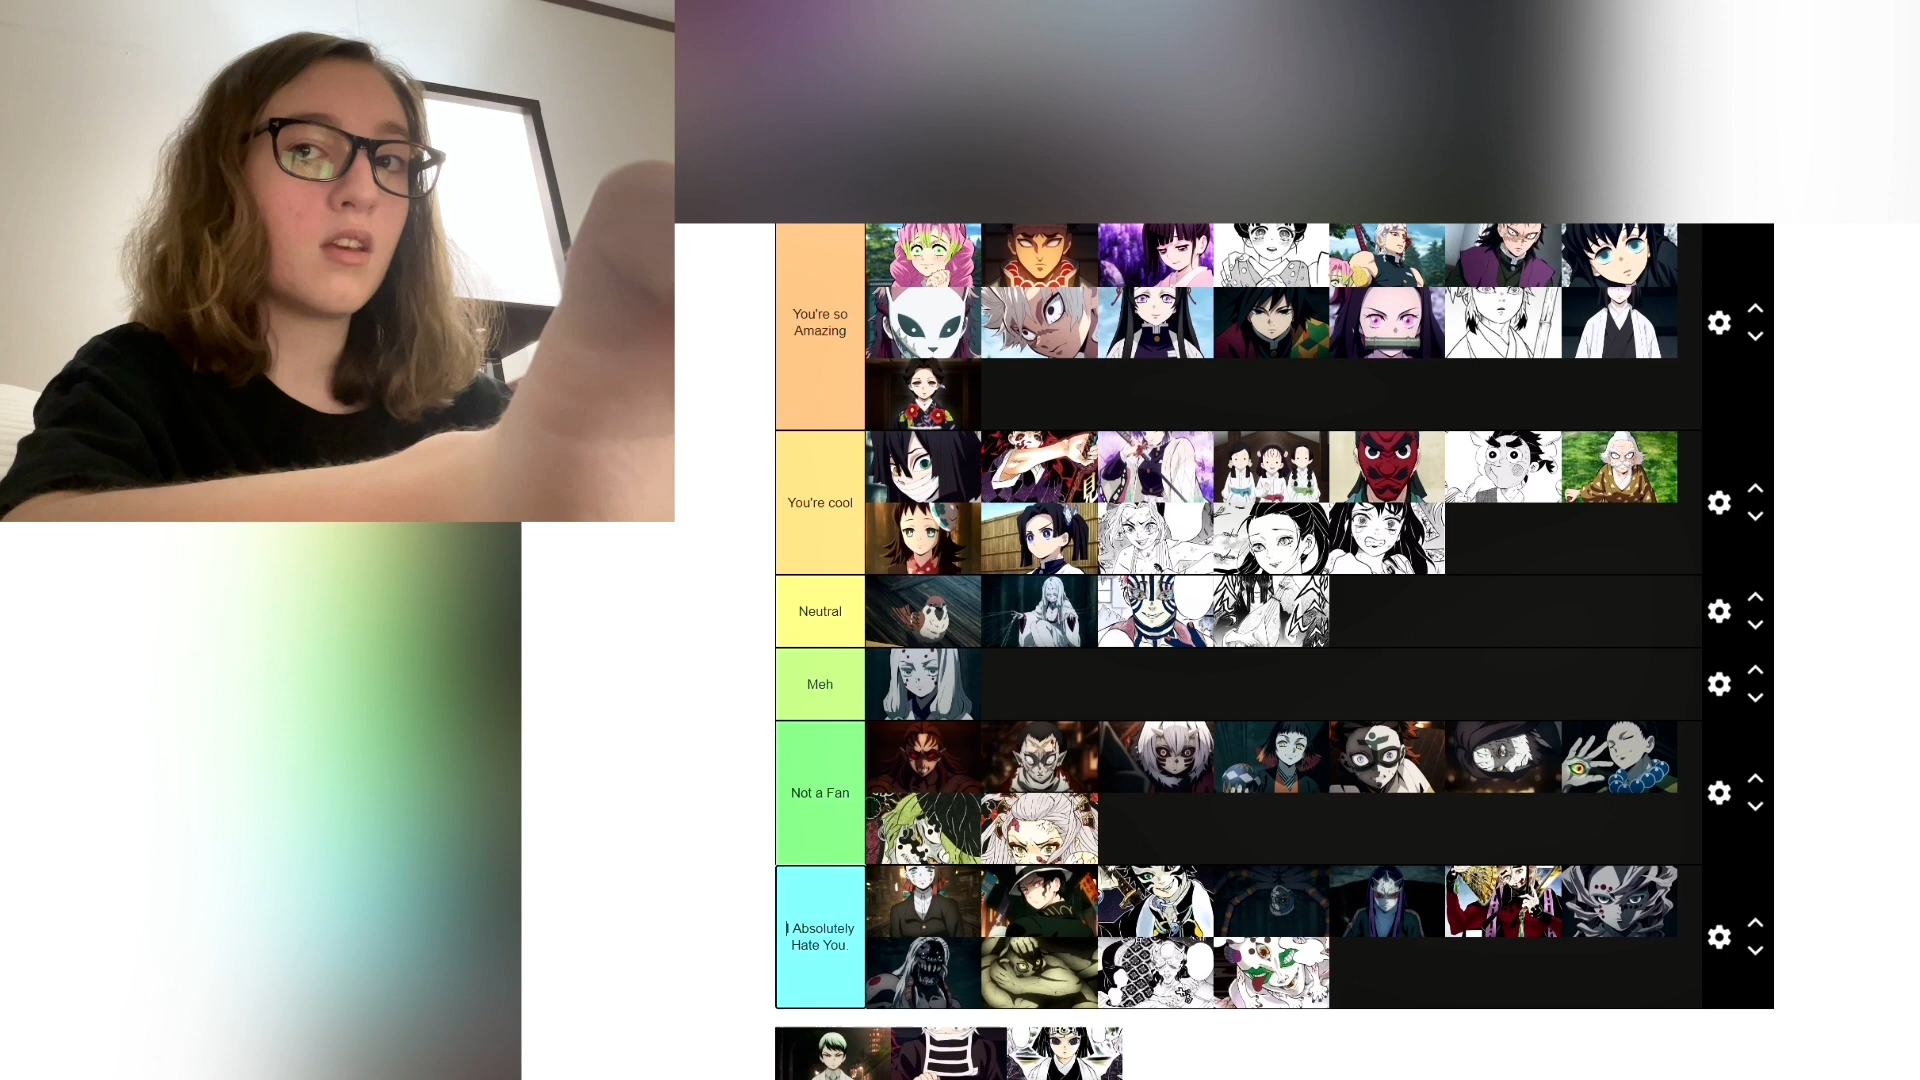 You're so
Amazing
You're cool
Neutral
Meh
Not a Fan
I Absolutely
Hate You.